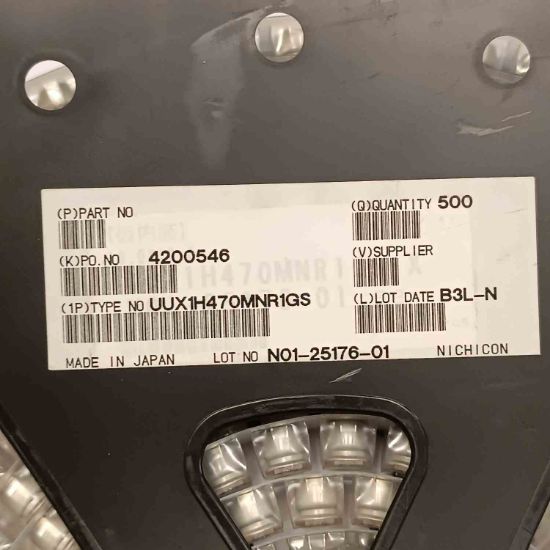 (P)PART NO
(Q)QUANTITY 500
(K)PO.NO 4200546
(V)SUPPLIER
(1P)TYPE NO UUX1H470MNR1GS
(L)LOT DATE B3L-N
MADE IN JAPAN LOT NO N01-25176-01 NICHICON